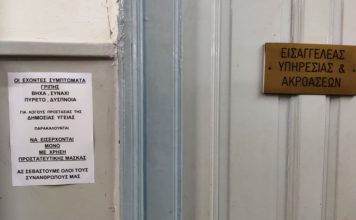 ΟΙ ΕΧΟΝΤΕΣ ΣΥΜΠΤΩΜΑΤΑ
ΓΡΙΠΗΣ
ΒΗΧΑ, ΣΥΝΑΧΙ
ΠΥΡΕΤΟ, ΔΥΣΠΝΟΙΑ
ΓΙΑ ΛΟΓΟΥΣ ΠΡΟΣΤΑΣΙΑΣ ΤΗΣ
ΔΗΜΟΣΙΑΣ ΥΓΕΙΑΣ
ΠΑΡΑΚΑΛΟΥΝΤΑΙ
ΝΑ ΕΙΣΕΡΧΟΝΤΑΙ
ΜΟΝΟ
ΜΕ ΧΡΗΣΗ
ΠΡΟΣΤΑΤΕΥΤΙΚΗΣ ΜΑΣΚΑΣ
ΑΣ ΣΕΒΑΣΤΟΥΜΕ ΟΛΟΙ ΤΟΥΣ
ΣΥΝΑΝΘΡΩΠΟΥΣ ΜΑΣ
ΕΙΣΑΓΓΕΛΕΑΣ
ΥΠΗΡΕΣΙΑΣ &
ΑΚΡΟΑΣΕΩΝ